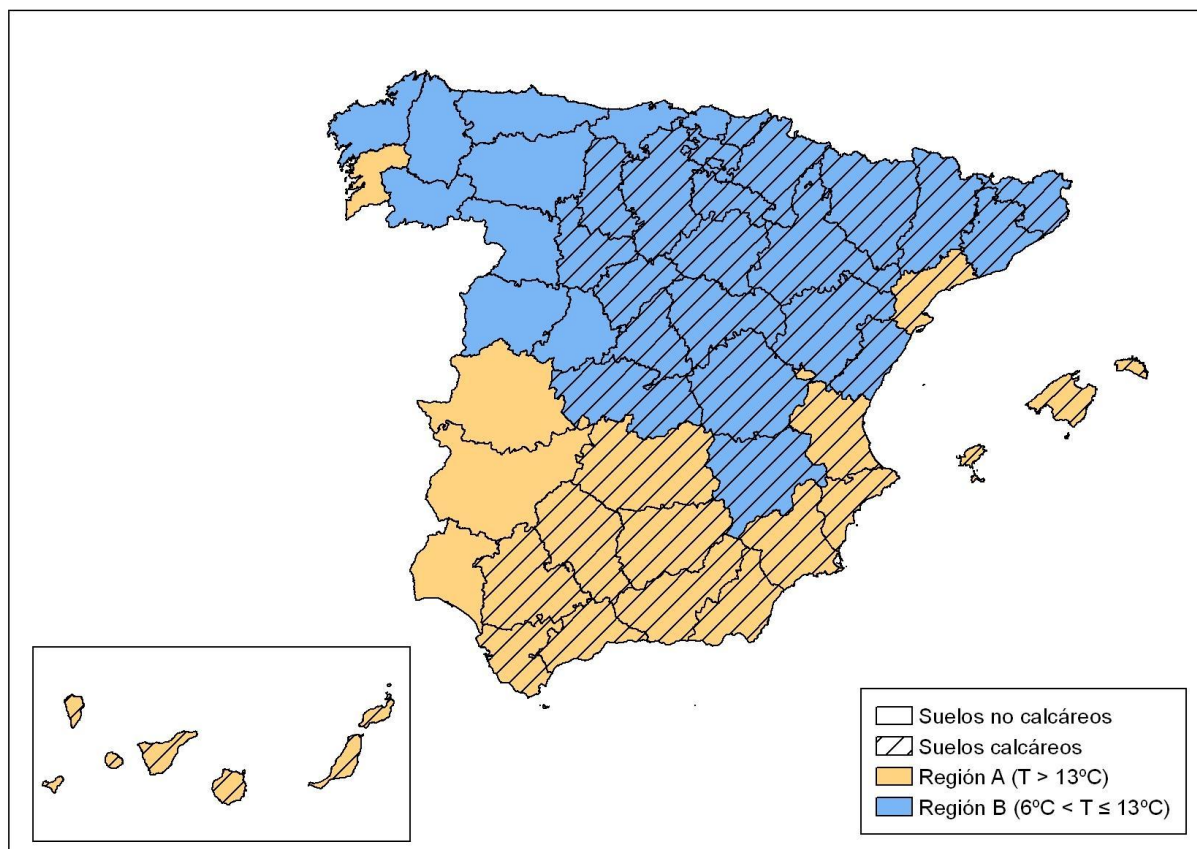 Suelos no calcáreos
Suelos calcáreos
Región A (T > 13ºC)
Región B (6ºC < T ≤ 13ºC)